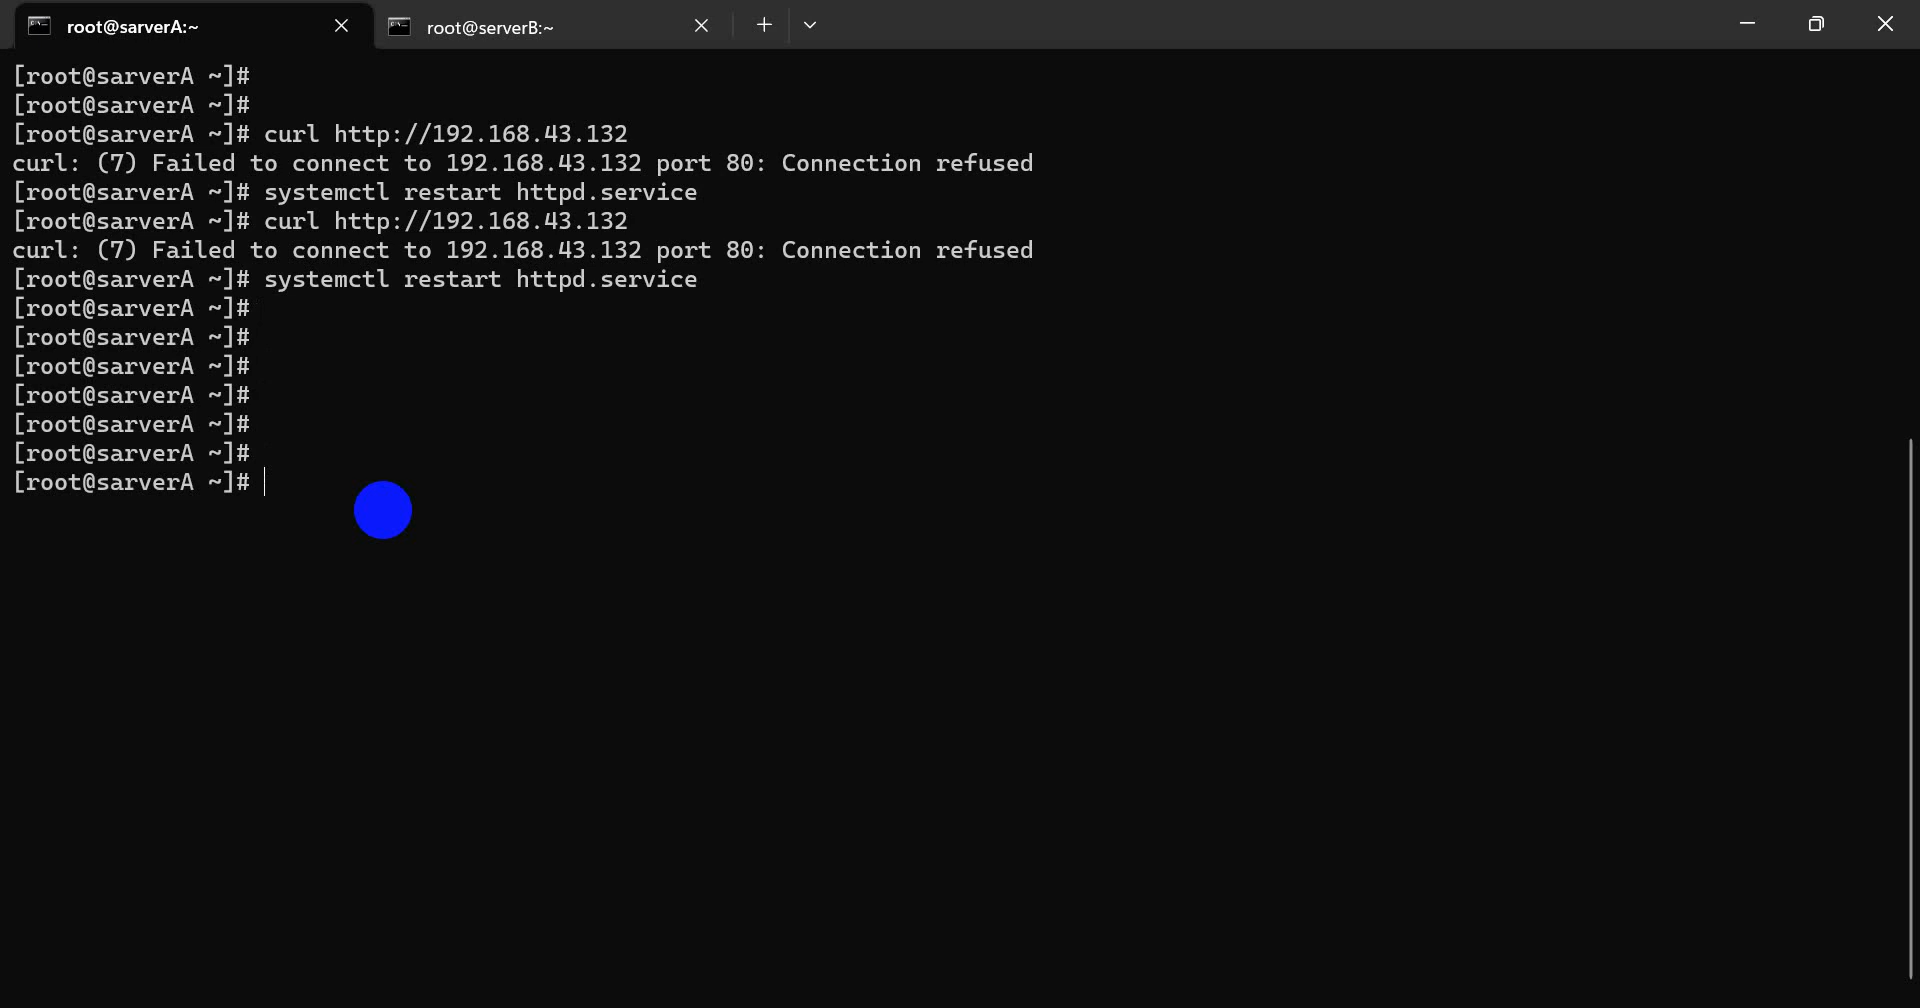 root@sarverA:~
root@serverB:~
[root@sarverA ~]#
[root@sarverA ~]#
[root@sarverA ~]# curl http://192.168.43.132
curl: (7) Failed to connect to 192.168.43.132 port 80: Connection refused
[root@sarverA ~]# systemctl restart httpd.service
[root@sarverA ~]# curl http://192.168.43.132
curl: (7) Failed to connect to 192.168.43.132 port 80: Connection refused
[root@sarverA ~]# systemctl restart httpd.service
[root@sarverA ~]#
[root@sarverA ~]#
[root@sarverA ~]#
[root@sarverA ~]#
[root@sarverA ~]#
[root@sarverA ~]#
[root@sarverA ~]#